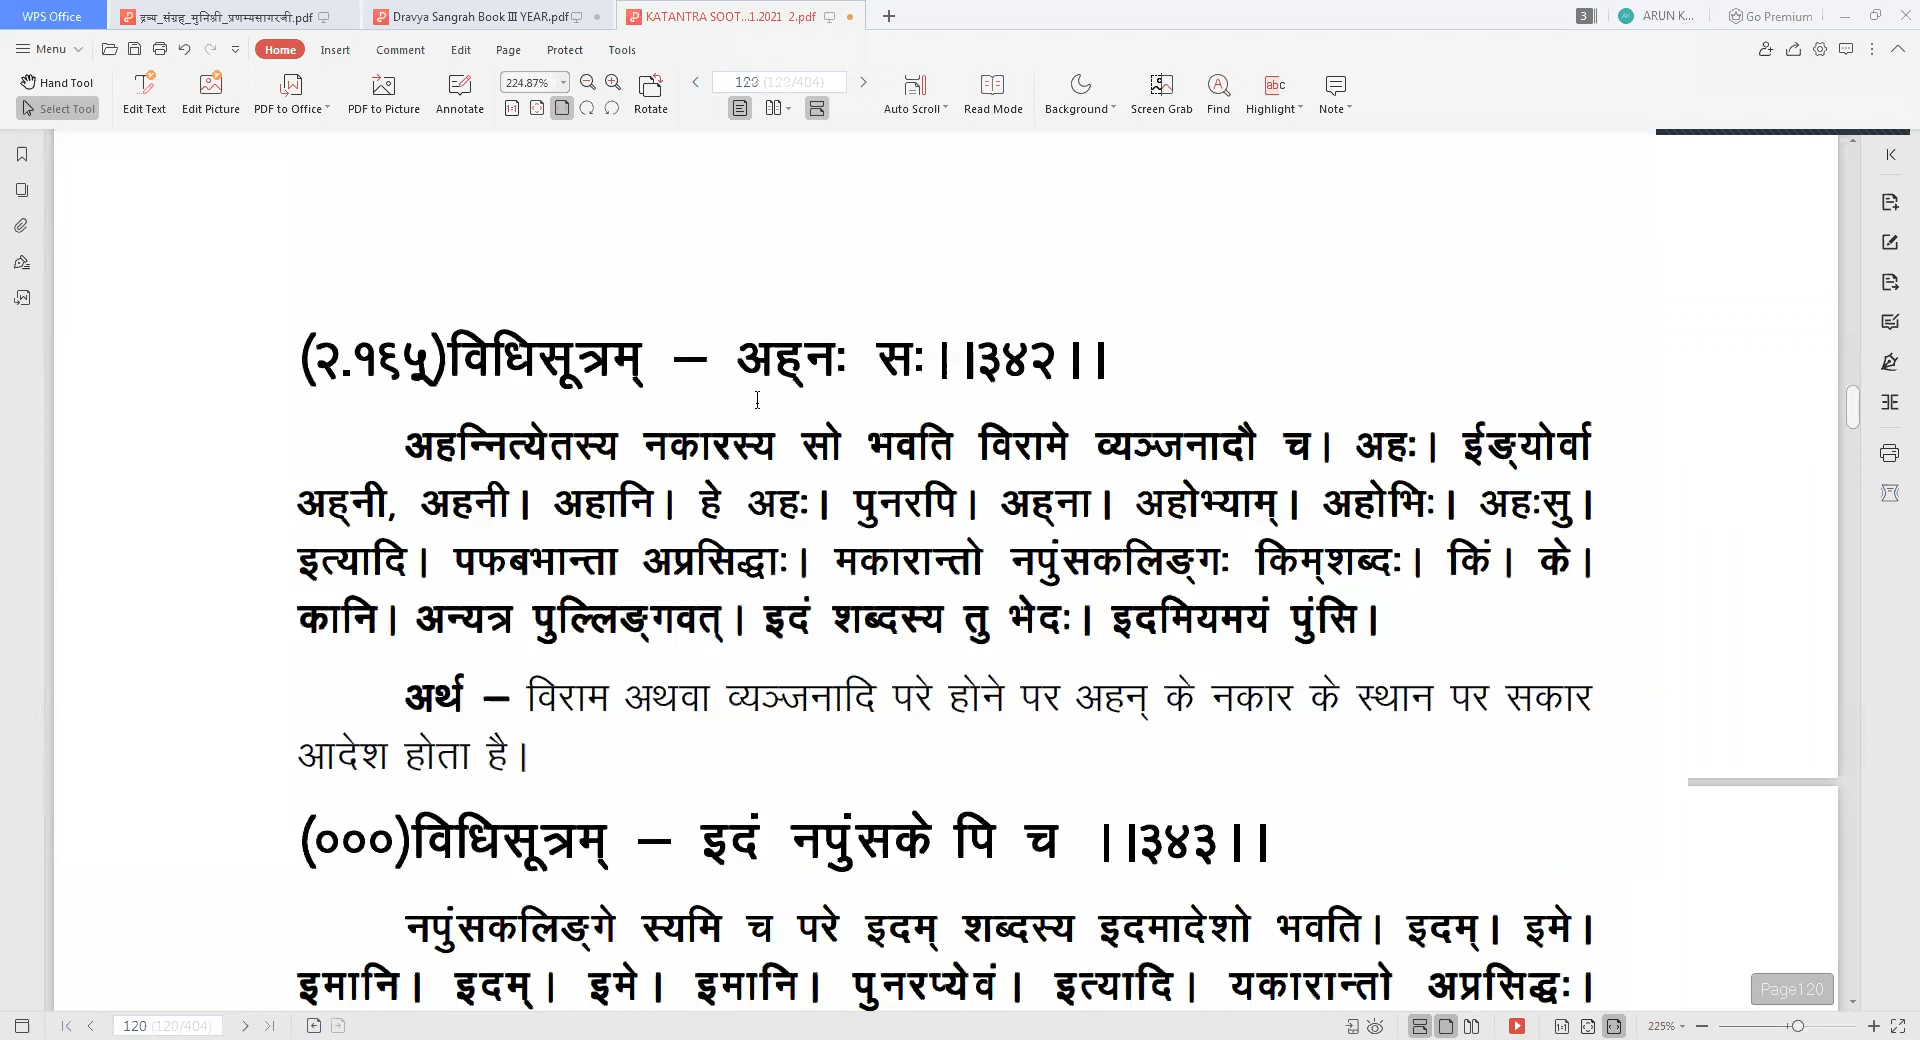 WPS Office द्रव्य_संग्रह_मुनिश्री_प्रणम्यसागरजी.pdf Dravya Sangrah Book III YEAR.pdf KATANTRA SOOT...1.2021 2.pdf 3 ARUN K... Go Premium
Menu Home Insert Comment Edit Page Protect Tools
Hand Tool 224.87% 120 (120/404)
Select Tool Edit Text Edit Picture PDF to Office PDF to Picture Annotate Rotate Auto Scroll Read Mode Background Screen Grab Find Highlight Note
(२.१६५)विधिसूत्रम् – अह्नः सः।।३४२।।
अहन्नित्येतस्य नकारस्य सो भवति विरामे व्यञ्जनादौ च। अहः। ईङ्योर्वा
अह्नी, अहनी। अहानि। हे अहः। पुनरपि। अह्ना। अहोभ्याम्। अहोभिः। अहःसु।
इत्यादि। पफबभान्ता अप्रसिद्धाः। मकारान्तो नपुंसकलिङ्गः किम्शब्दः। किं। के।
कानि। अन्यत्र पुल्लिङ्गवत्। इदं शब्दस्य तु भेदः। इदमियमयं पुंसि।
अर्थ – विराम अथवा व्यञ्जनादि परे होने पर अहन् के नकार के स्थान पर सकार
आदेश होता है।
(०००)विधिसूत्रम् – इदं नपुंसके पि च ।।३४३।।
नपुंसकलिङ्गे स्यमि च परे इदम् शब्दस्य इदमादेशो भवति। इदम्। इमे।
इमानि। इदम्। इमे। इमानि। पुनरप्येवं। इत्यादि। यकारान्तो अप्रसिद्धः।
Page120
120 (120/404) 225%